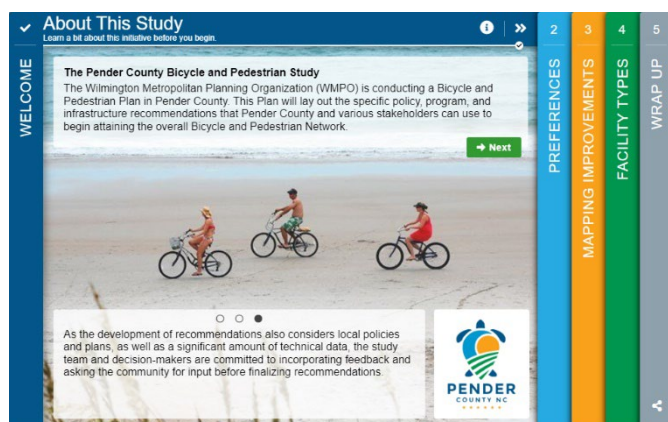 About This Study
Learn a bit about this initiative before you begin.
WELCOME
The Pender County Bicycle and Pedestrian Study
The Wilmington Metropolitan Planning Organization (WMPO) is conducting a Bicycle and
Pedestrian Plan in Pender County. This Plan will lay out the specific policy, program, and
infrastructure recommendations that Pender County and various stakeholders can use to
begin attaining the overall Bicycle and Pedestrian Network.
Next
As the development of recommendations also considers local policies
and plans, as well as a significant amount of technical data, the study
team and decision-makers are committed to incorporating feedback and
asking the community for input before finalizing recommendations.
PENDER
COUNTY NC
2
PREFERENCES
3
MAPPING IMPROVEMENTS
4
FACILITY TYPES
5
WRAP UP